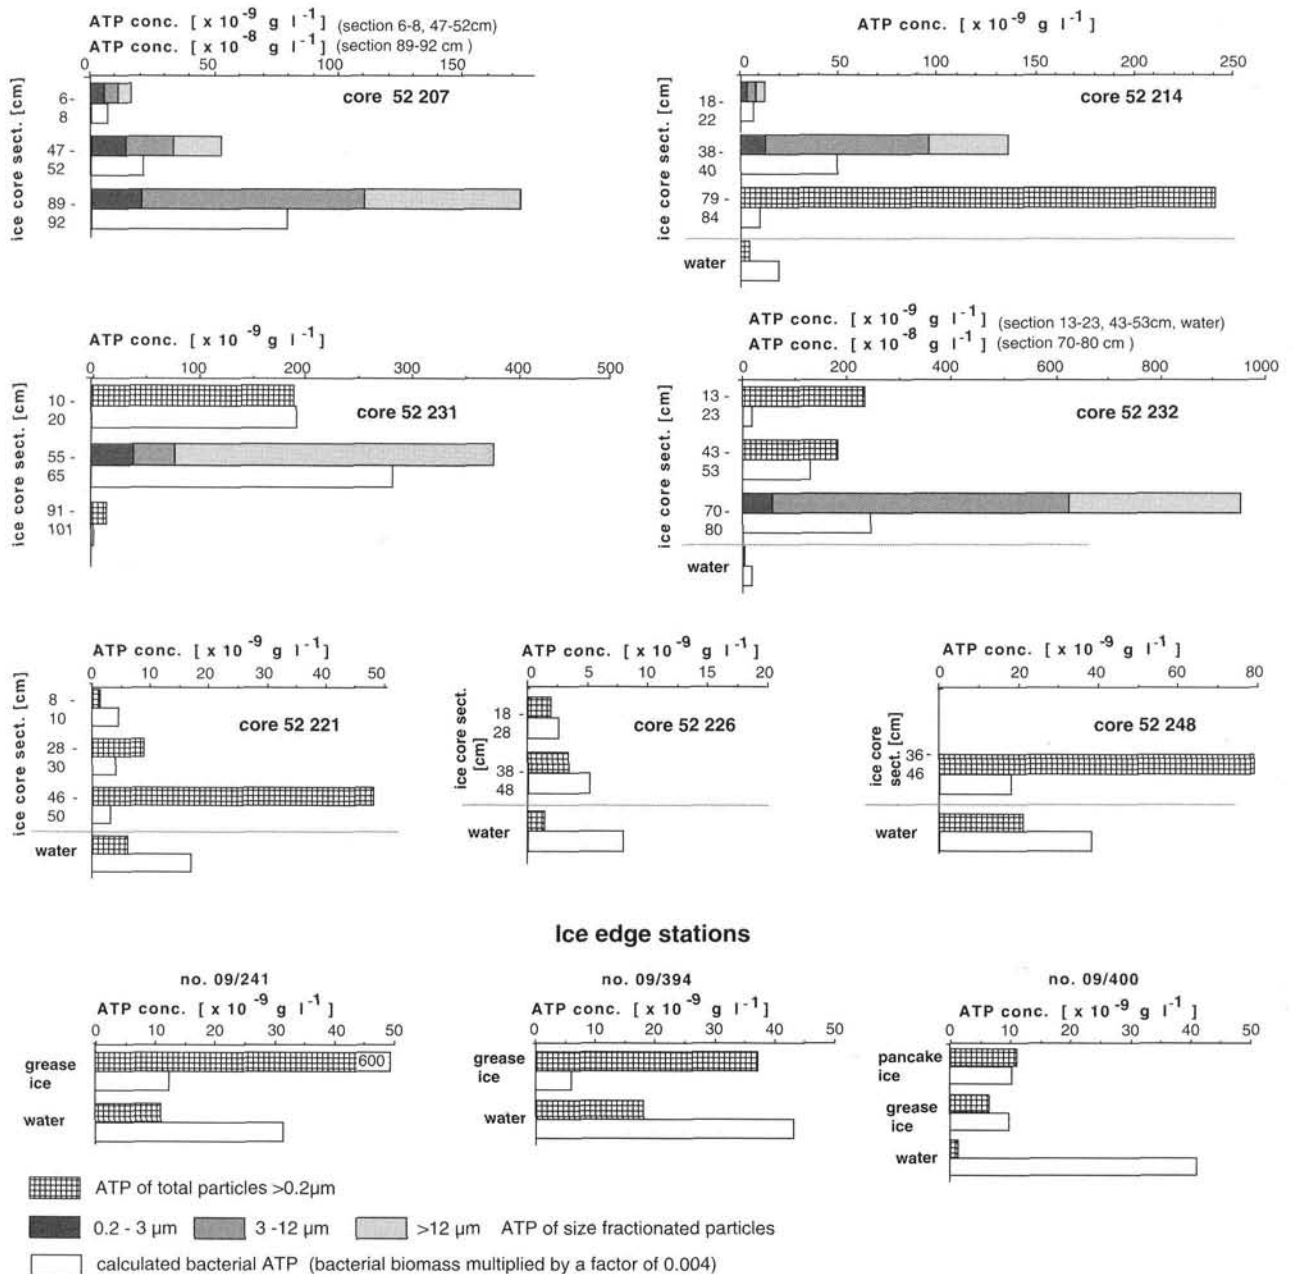 ATP conc. [ x 10 -9 g l -1 ] (section 6-8, 47-52cm)
ATP conc. [ x 10 -8 g l -1 ] (section 89-92 cm )
0 50 100 150
ice core sect. [cm]
core 52 207
6 -
8
47 -
52
89 -
92
ATP conc. [ x 10 -9 g l -1 ]
0 50 100 150 200 250
ice core sect. [cm]
core 52 214
18 -
22
38 -
40
79 -
84
water
ATP conc. [ x 10 -9 g l -1 ]
0 100 200 300 400 500
ice core sect. [cm]
core 52 231
10 -
20
55 -
65
91 -
101
ATP conc. [ x 10 -9 g l -1 ] (section 13-23, 43-53cm, water)
ATP conc. [ x 10 -8 g l -1 ] (section 70-80 cm )
0 200 400 600 800 1000
ice core sect. [cm]
core 52 232
13 -
23
43 -
53
70 -
80
water
ATP conc. [ x 10 -9 g l -1 ]
0 10 20 30 40 50
ice core sect. [cm]
core 52 221
8 -
10
28 -
30
46 -
50
water
ATP conc. [ x 10 -9 g l -1 ]
0 5 10 15 20
ice core sect.
[cm]
core 52 226
18 -
28
38 -
48
water
ATP conc. [ x 10 -9 g l -1 ]
0 20 40 60 80
ice core
sect. [cm]
core 52 248
36 -
46
water
Ice edge stations
no. 09/241
ATP conc. [ x 10 -9 g l -1 ]
0 10 20 30 40 50
grease
ice
600
water
no. 09/394
ATP conc. [ x 10 -9 g l -1 ]
0 10 20 30 40 50
grease
ice
water
no. 09/400
ATP conc. [ x 10 -9 g l -1 ]
0 10 20 30 40 50
pancake
ice
grease
ice
water
ATP of total particles >0.2µm
0.2 - 3 µm 3 -12 µm >12 µm ATP of size fractionated particles
calculated bacterial ATP (bacterial biomass multiplied by a factor of 0.004)